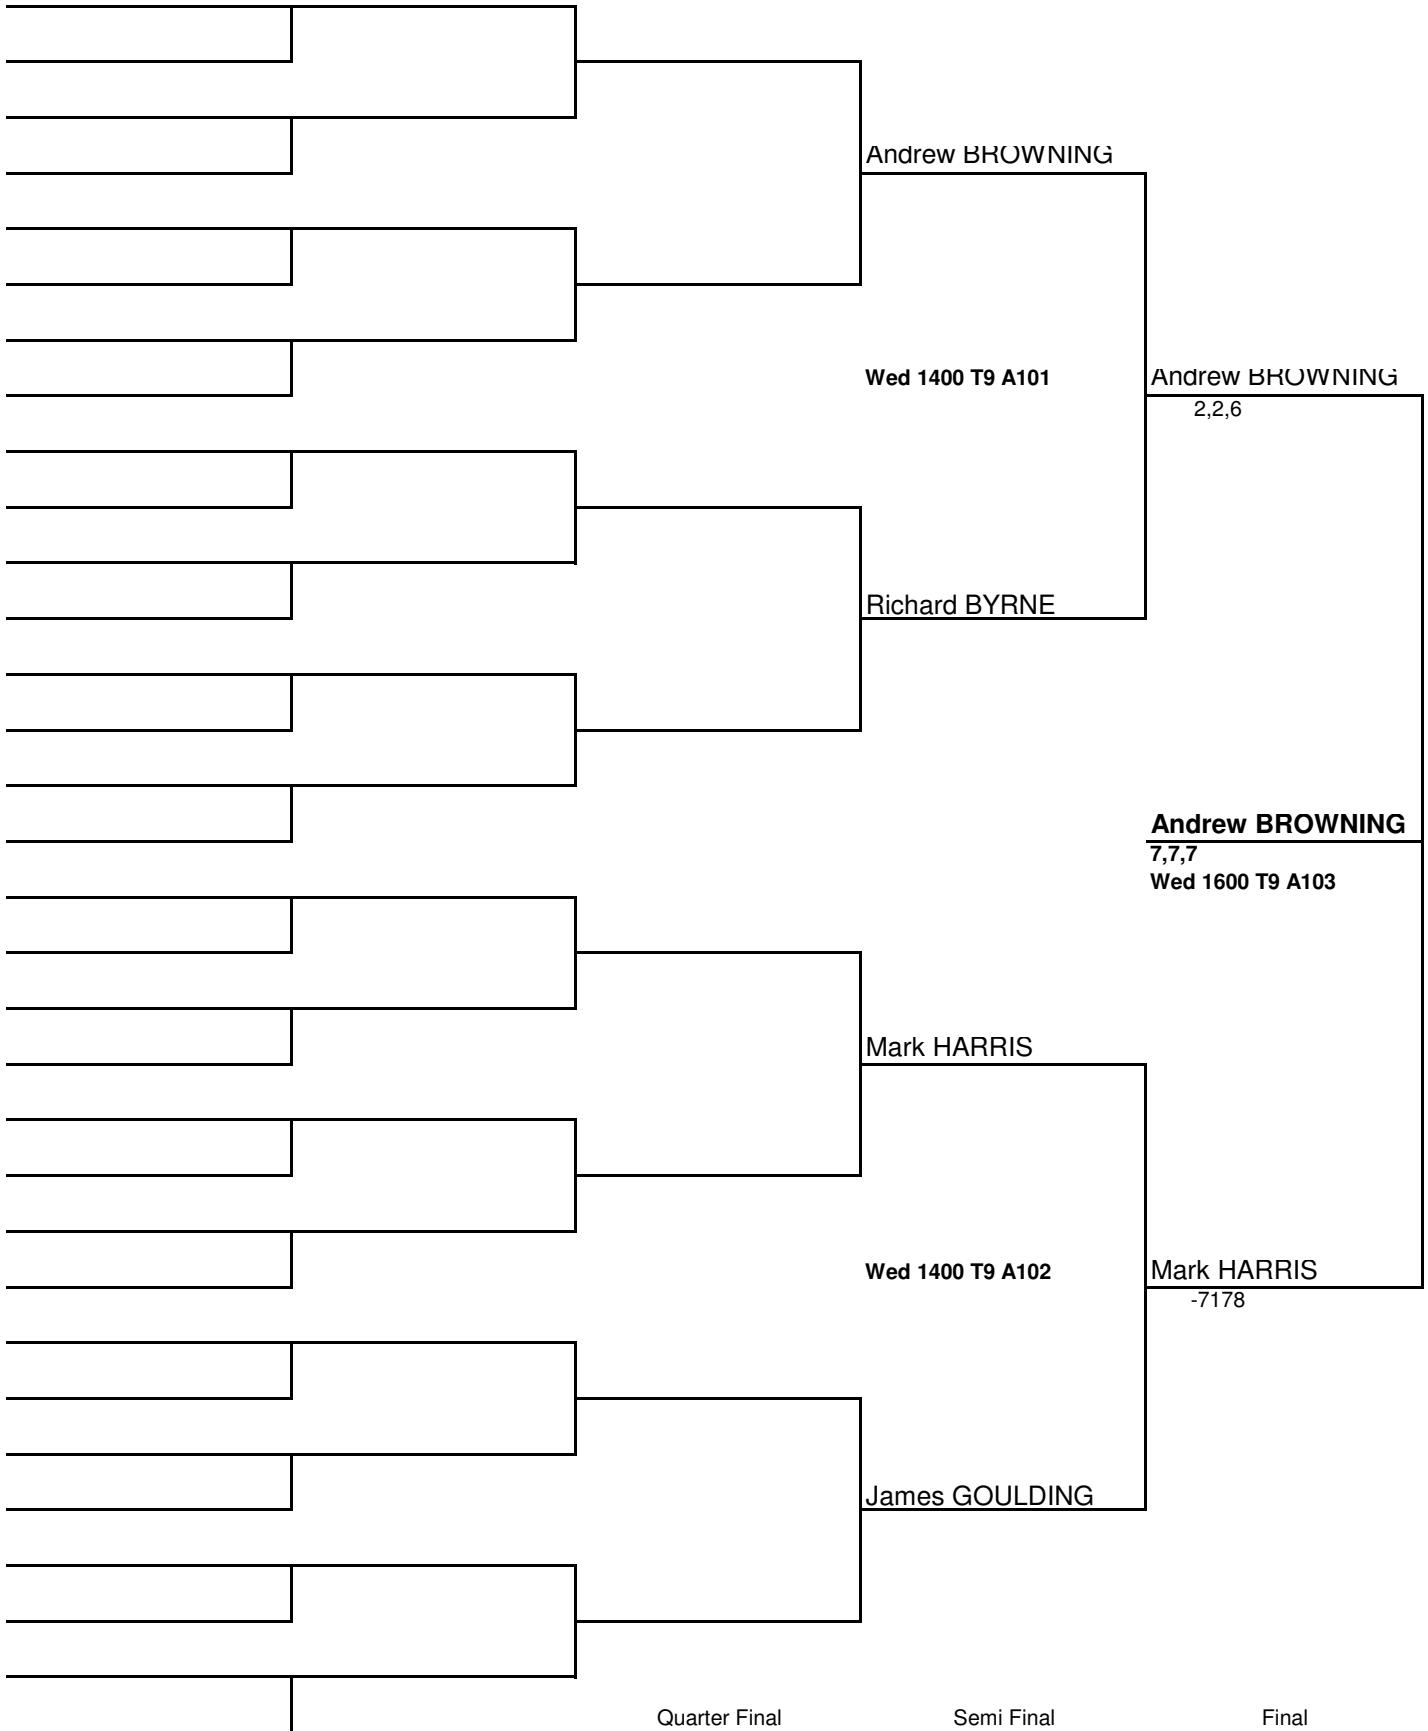 Andrew BROWNING
Wed 1400 T9 A101
Andrew BROWNING
2,2,6
Richard BYRNE
Andrew BROWNING
7,7,7
Wed 1600 T9 A103
Mark HARRIS
Wed 1400 T9 A102
Mark HARRIS
-7178
James GOULDING
Quarter Final
Semi Final
Final